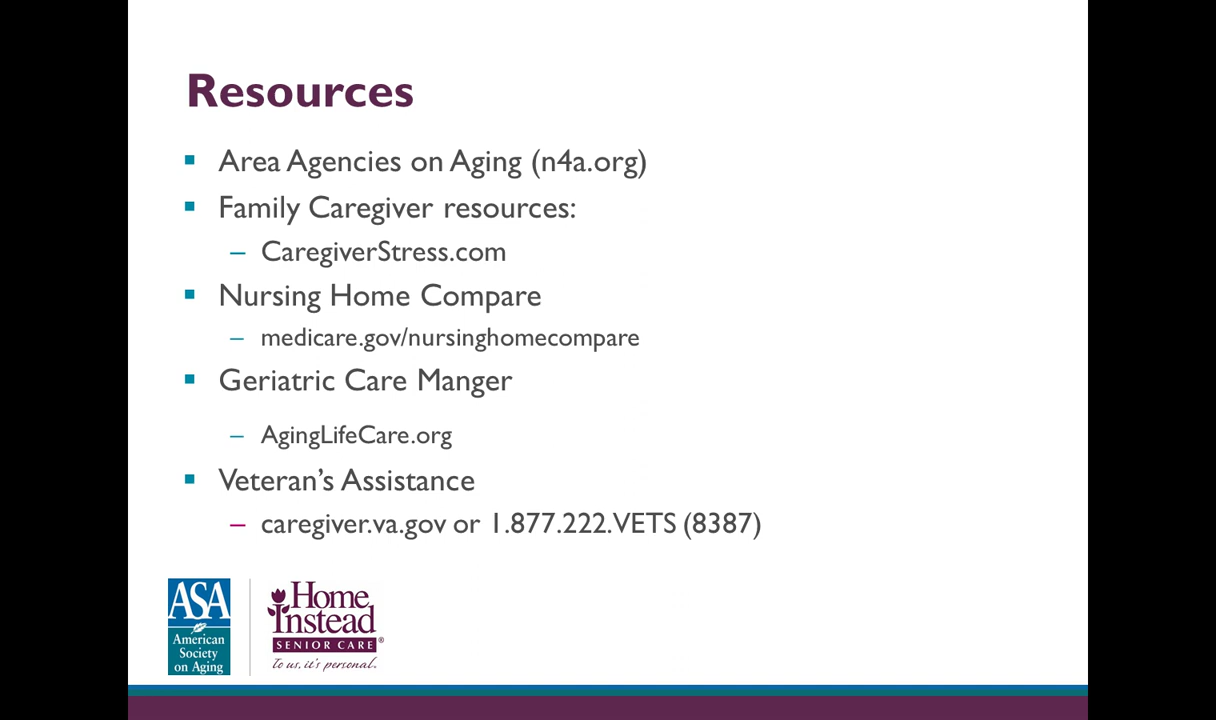 Resources
Area Agencies on Aging (n4a.org)
Family Caregiver resources:
– CaregiverStress.com
Nursing Home Compare
– medicare.gov/nursinghomecompare
Geriatric Care Manger
– AgingLifeCare.org
Veteran’s Assistance
– caregiver.va.gov or 1.877.222.VETS (8387)
ASA
American
Society
on Aging
Home
Instead
SENIOR CARE®
To us, it's personal.